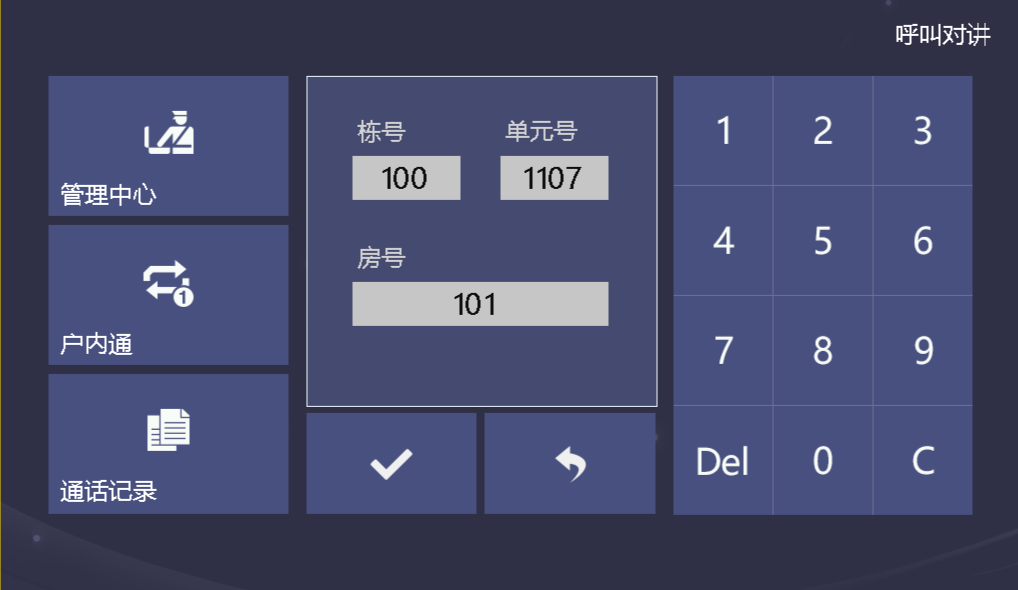 呼叫对讲
管理中心
户内通
通话记录
栋号 单元号
100 1107
房号
101
1 2 3
4 5 6
7 8 9
Del 0 C